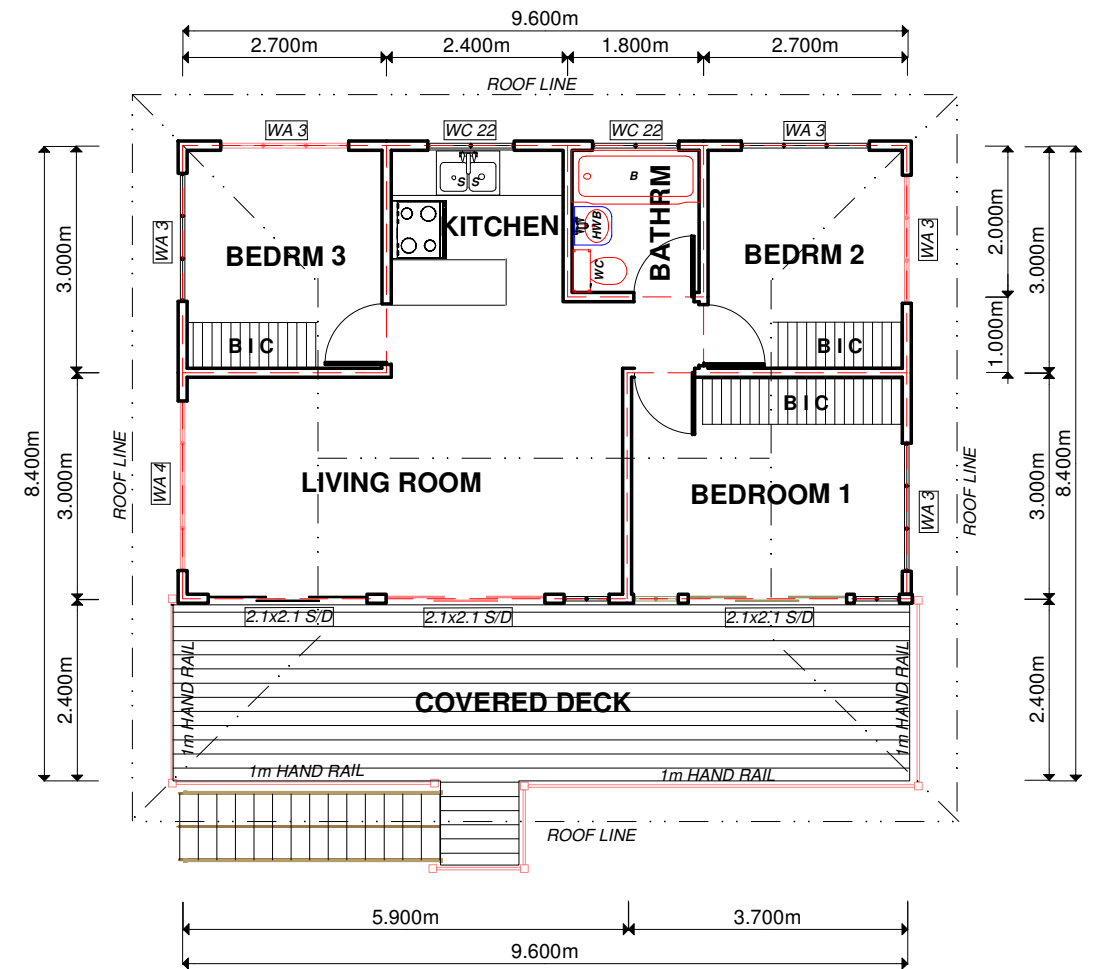 9.600m
2.700m 2.400m 1.800m 2.700m
ROOF LINE
WA 3 WC 22 WC 22 WA 3
S S
B
WA 3
3.000m
BEDRM 3
KITCHEN
HWB
WC
BATHRM
BEDRM 2
WA 3
2.000m
3.000m
1.000m
B I C
B I C
B I C
8.400m
3.000m
ROOF LINE
WA 4
LIVING ROOM
BEDROOM 1
WA 3
ROOF LINE
3.000m
8.400m
2.1x2.1 S/D 2.1x2.1 S/D 2.1x2.1 S/D
2.400m
1m HAND RAIL
COVERED DECK
1m HAND RAIL
2.400m
1m HAND RAIL
1m HAND RAIL
ROOF LINE
5.900m 3.700m
9.600m